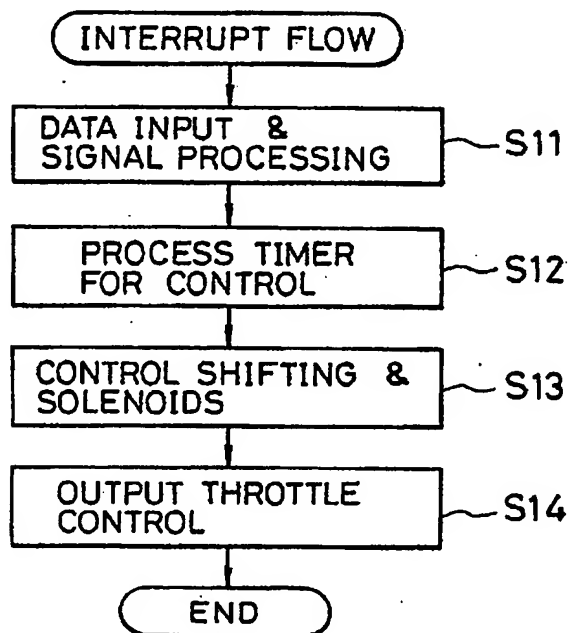 INTERRUPT FLOW
DATA INPUT &
SIGNAL PROCESSING
S11
PROCESS TIMER
FOR CONTROL
S12
CONTROL SHIFTING &
SOLENOIDS
S13
OUTPUT THROTTLE
CONTROL
S14
END